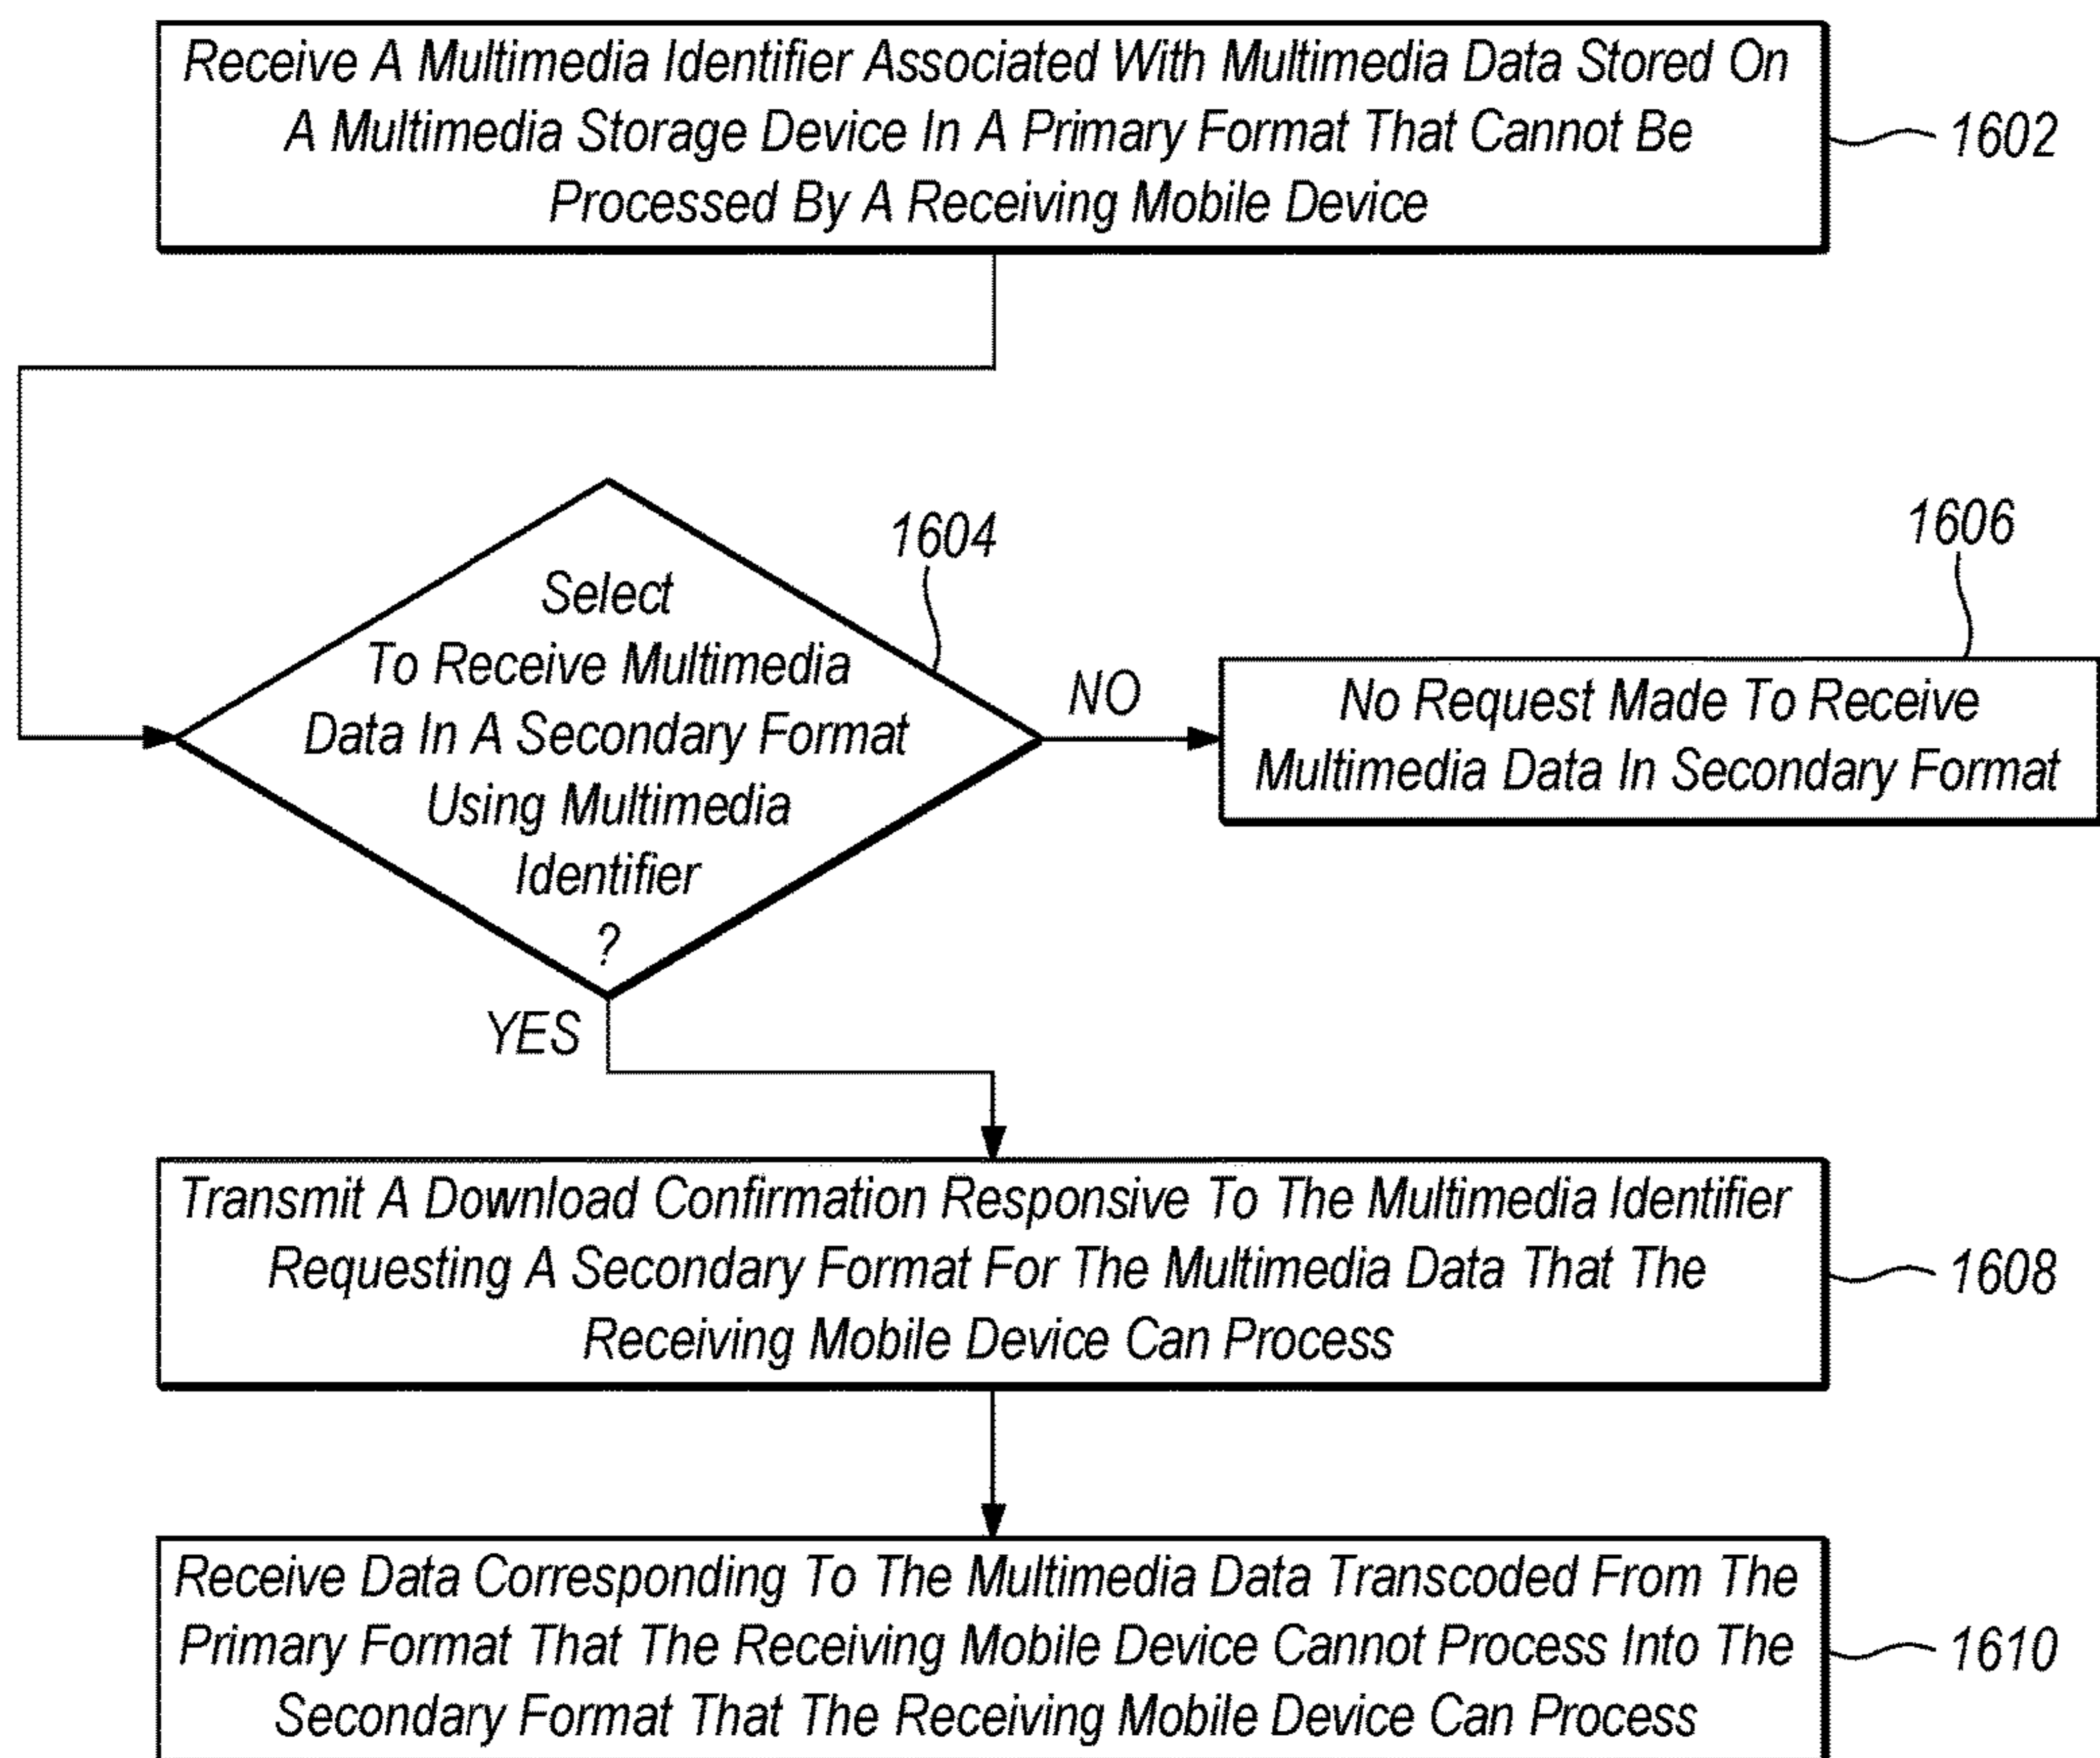 Receive A Multimedia Identifier Associated With Multimedia Data Stored On
A Multimedia Storage Device In A Primary Format That Cannot Be
Processed By A Receiving Mobile Device
1602
1604
1606
Select
To Receive Multimedia
Data In A Secondary Format
Using Multimedia
Identifier
?
NO
No Request Made To Receive
Multimedia Data In Secondary Format
YES
Transmit A Download Confirmation Responsive To The Multimedia Identifier
Requesting A Secondary Format For The Multimedia Data That The
Receiving Mobile Device Can Process
1608
Receive Data Corresponding To The Multimedia Data Transcoded From The
Primary Format That The Receiving Mobile Device Cannot Process Into The
Secondary Format That The Receiving Mobile Device Can Process
1610